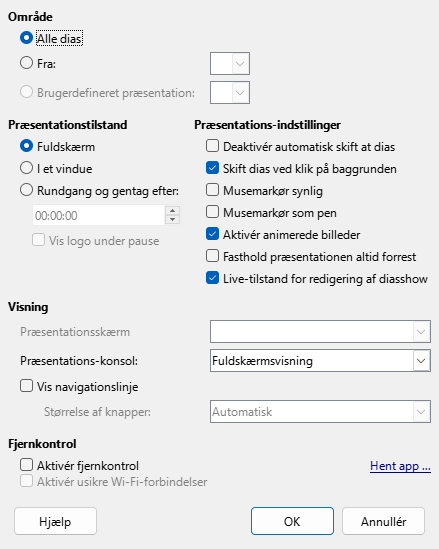 Område
Alle dias
Fra:
Brugerdefineret præsentation:
Præsentationstilstand
Fuldskærm
I et vindue
Rundgang og gentag efter:
00:00:00
Vis logo under pause
Præsentations-indstillinger
Deaktivér automatisk skift at dias
Skift dias ved klik på baggrunden
Musemarkør synlig
Musemarkør som pen
Aktivér animerede billeder
Fasthold præsentationen altid forrest
Live-tilstand for redigering af diasshow
Visning
Præsentationsskærm
Præsentations-konsol: Fuldskærmsvisning
Vis navigationslinje
Størrelse af knapper: Automatisk
Fjernkontrol
Aktivér fjernkontrol Hent app ...
Aktivér usikre Wi-Fi-forbindelser
Hjælp OK Annullér